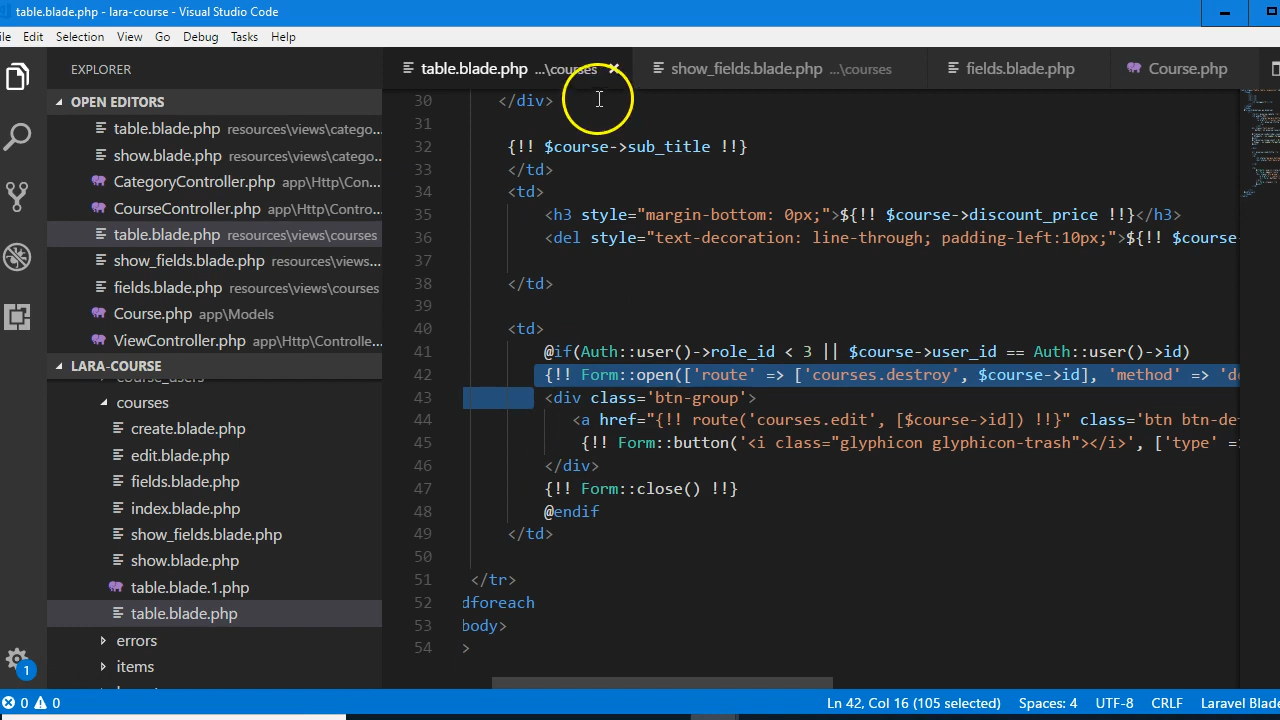 table.blade.php - lara-course - Visual Studio Code
Edit Selection View Go Debug Tasks Help
EXPLORER
table.blade.php ...\courses show_fields.blade.php ...\courses fields.blade.php Course.php
OPEN EDITORS
table.blade.php resources\views\catego...
show.blade.php resources\views\catego...
CategoryController.php app\Http\Con...
CourseController.php app\Http\Contro...
table.blade.php resources\views\courses
show_fields.blade.php resources\views...
fields.blade.php resources\views\courses
Course.php app\Models
ViewController.php app\Http\Controlle...
LARA-COURSE
course_users
courses
create.blade.php
edit.blade.php
fields.blade.php
index.blade.php
show_fields.blade.php
show.blade.php
table.blade.1.php
table.blade.php
errors
items
30 </div>
31
32 {!! $course->sub_title !!}
33 </td>
34 <td>
35 <h3 style="margin-bottom: 0px;">${!! $course->discount_price !!}</h3>
36 <del style="text-decoration: line-through; padding-left:10px;">${!! $course-
37
38 </td>
39
40 <td>
41 @if(Auth::user()->role_id < 3 || $course->user_id == Auth::user()->id)
42 {!! Form::open(['route' => ['courses.destroy', $course->id], 'method' => 'de
43 <div class='btn-group'>
44 <a href="{!! route('courses.edit', [$course->id]) !!}" class='btn btn-de
45 {!! Form::button('<i class="glyphicon glyphicon-trash"></i>', ['type' =
46 </div>
47 {!! Form::close() !!}
48 @endif
49 </td>
50
51 </tr>
52 dforeach
53 body>
54 >
1
0 0 Ln 42, Col 16 (105 selected) Spaces: 4 UTF-8 CRLF Laravel Blade